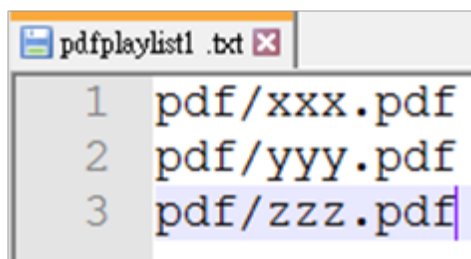 pdfplaylist1 .txt
1 pdf/xxx.pdf
2 pdf/yyy.pdf
3 pdf/zzz.pdf